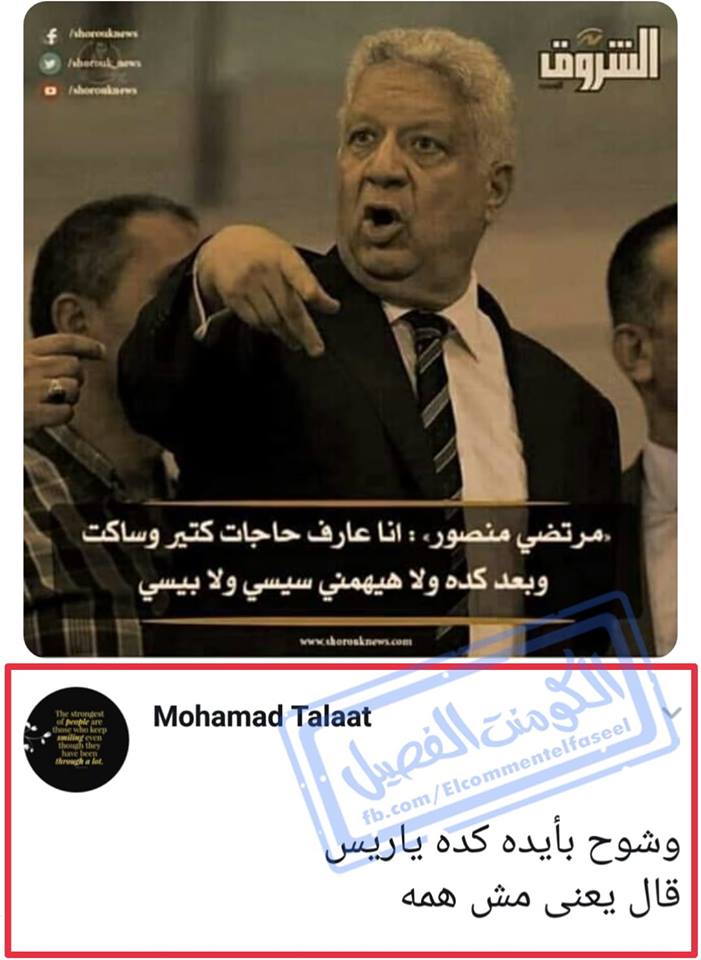 /shorouknews
/shorouk_news
/shorouknews
الشروق
«مرتضي منصور» : انا عارف حاجات كتير وساكت
وبعد كده ولا هيهمني سيسي ولا بيسي
www.shorouknews.com
The strongest
of people are
those who keep
smiling even
though they
have been
through a lot.
Mohamad Talaat
الكومنت الفصيل
fb.com/Elcommentelfaseel
وشوح بأيده كده ياريس
قال يعنى مش همه